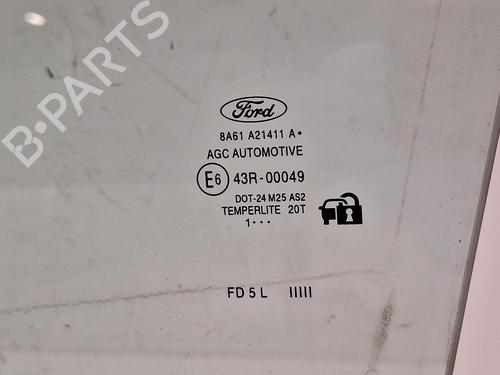 B-PARTS
Ford
8A61 A21411 A•
AGC AUTOMOTIVE
E6 43R-00049
DOT-24 M25 AS2
TEMPERLITE 20T
1•••
FD 5 L IIIII